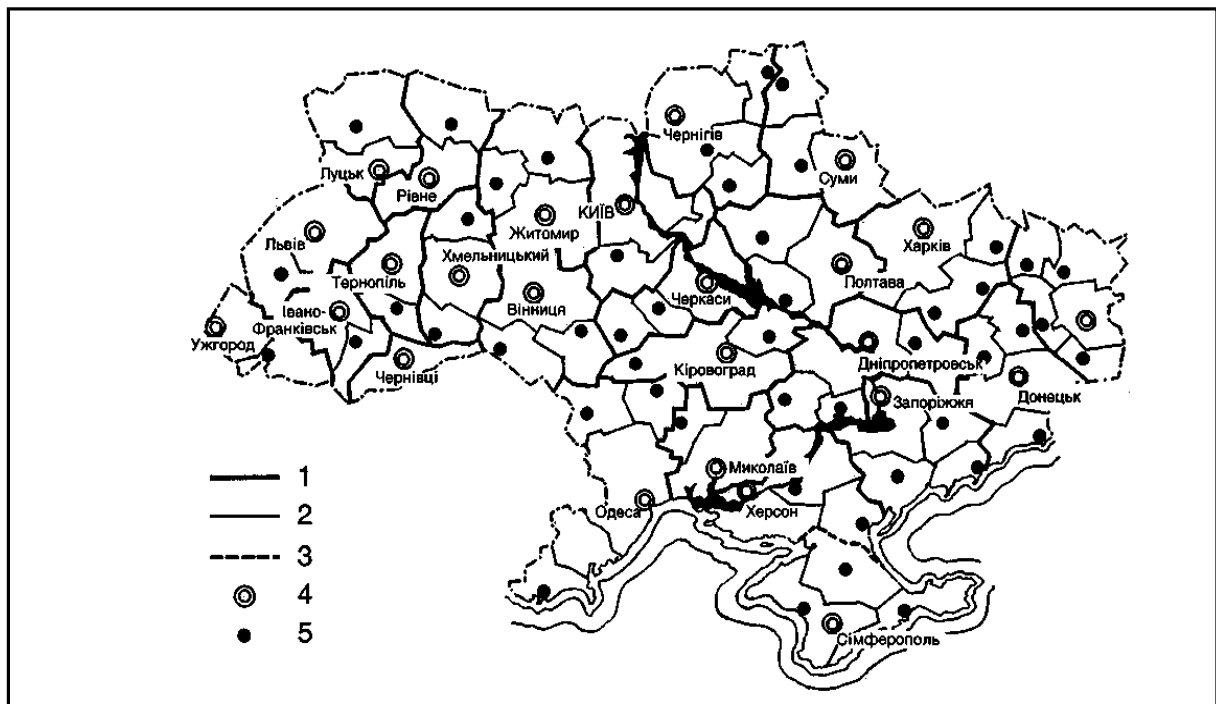 Чернігів
Луцьк
Рівне
Суми
КИЇВ
Житомир
Львів
Харків
Хмельницький
Тернопіль
Полтава
Черкаси
Вінниця
Івано-
Франківськ
Ужгород
Чернівці
Кіровоград
Дніпропетровськ
Донецьк
Запоріжжя
Миколаїв
Одеса
Херсон
Сімферополь
1
2
3
4
5